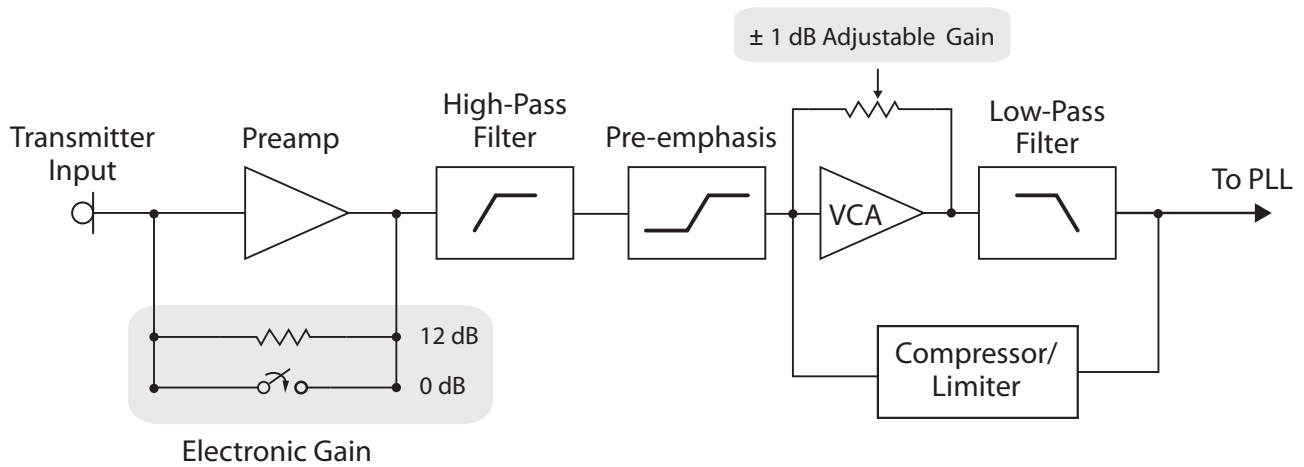 ± 1 dB Adjustable Gain
High-Pass
Filter
Low-Pass
Filter
Transmitter
Input
Preamp
Pre-emphasis
To PLL
VCA
12 dB
0 dB
Compressor/
Limiter
Electronic Gain